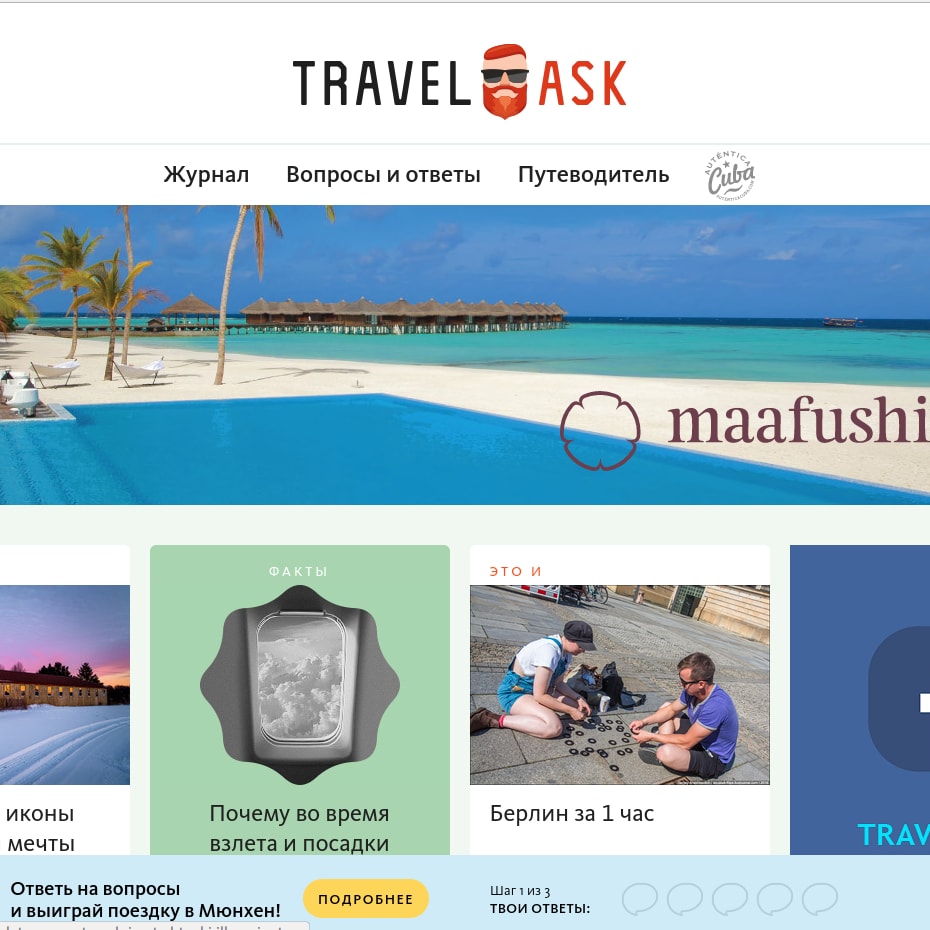 TRAVEL ASK
Журнал
Вопросы и ответы
Путеводитель
AUTÉNTICA
Cuba
maafushi
ФАКТЫ
ЭТО И
иконы
мечты
Почему во время
взлета и посадки
Берлин за 1 час
TRAV
Ответь на вопросы
и выиграй поездку в Мюнхен!
ПОДРОБНЕЕ
Шаг 1 из 3
ТВОИ ОТВЕТЫ: